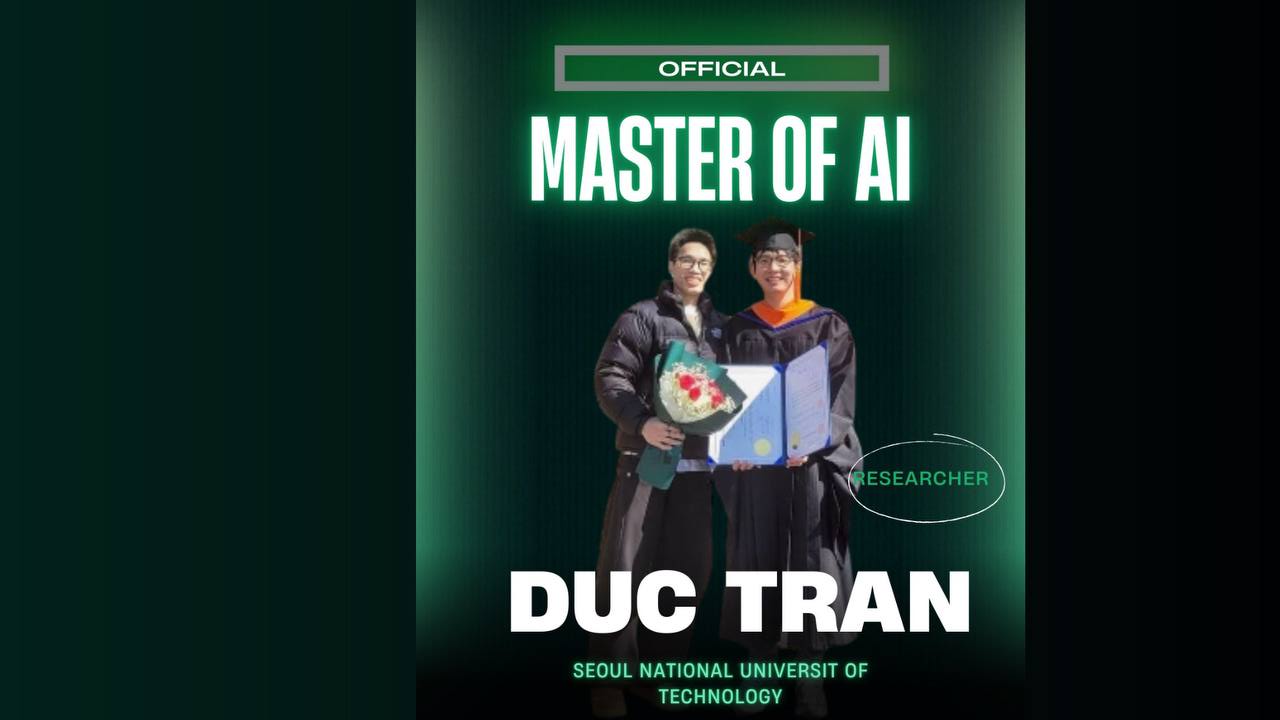 OFFICIAL
MASTER OF AI
RESEARCHER
DUC TRAN
SEOUL NATIONAL UNIVERSIT OF
TECHNOLOGY